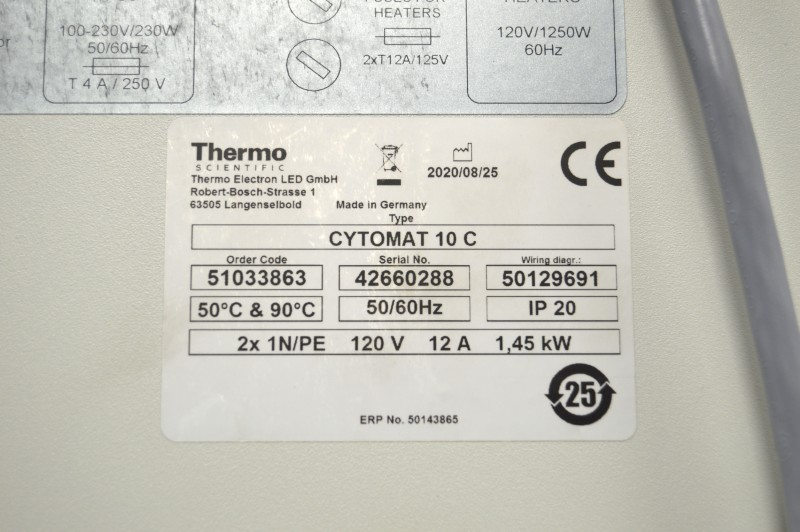 HEATERS
100-230V/230W
50/60Hz
T 4 A / 250 V
2xT12A/125V
120V/1250W
60Hz
Thermo
SCIENTIFIC
Thermo Electron LED GmbH
Robert-Bosch-Strasse 1
63505 Langenselbold
Made in Germany
2020/08/25
CE
Type
CYTOMAT 10 C
Order Code
Serial No.
Wiring diagr.:
51033863
42660288
50129691
50°C & 90°C
50/60Hz
IP 20
2x 1N/PE 120 V 12 A 1,45 kW
25
ERP No. 50143865